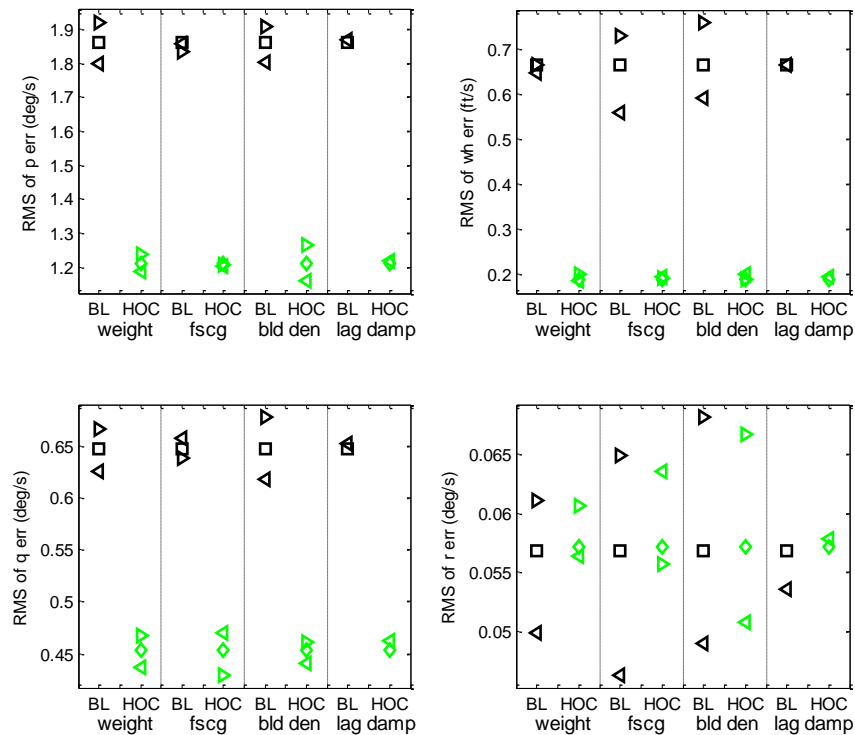 RMS of p err (deg/s)
1.9
1.8
1.7
1.6
1.5
1.4
1.3
1.2
BL HOC BL HOC BL HOC BL HOC
weight fscg bld den lag damp
RMS of wh err (ft/s)
0.7
0.6
0.5
0.4
0.3
0.2
BL HOC BL HOC BL HOC BL HOC
weight fscg bld den lag damp
RMS of q err (deg/s)
0.65
0.6
0.55
0.5
0.45
BL HOC BL HOC BL HOC BL HOC
weight fscg bld den lag damp
RMS of r err (deg/s)
0.065
0.06
0.055
0.05
BL HOC BL HOC BL HOC BL HOC
weight fscg bld den lag damp